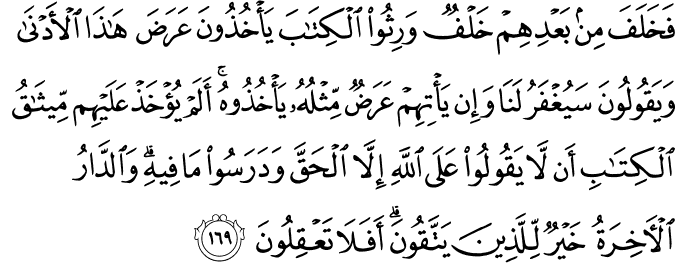 فَخَلَفَ مِنۢ بَعْدِهِمْ خَلْفٌ وَرِثُوا۟ ٱلْكِتَٰبَ يَأْخُذُونَ عَرَضَ هَٰذَا ٱلْأَدْنَىٰ
وَيَقُولُونَ سَيُغْفَرُ لَنَا وَإِن يَأْتِهِمْ عَرَضٌ مِّثْلُهُۥ يَأْخُذُوهُ ۚ أَلَمْ يُؤْخَذْ عَلَيْهِم مِّيثَٰقُ
ٱلْكِتَٰبِ أَن لَّا يَقُولُوا۟ عَلَى ٱللَّهِ إِلَّا ٱلْحَقَّ وَدَرَسُوا۟ مَا فِيهِ ۗ وَٱلدَّارُ
ٱلْأَخِرَةُ خَيْرٌ لِّلَّذِينَ يَتَّقُونَ ۗ أَفَلَا تَعْقِلُونَ ١٦٩